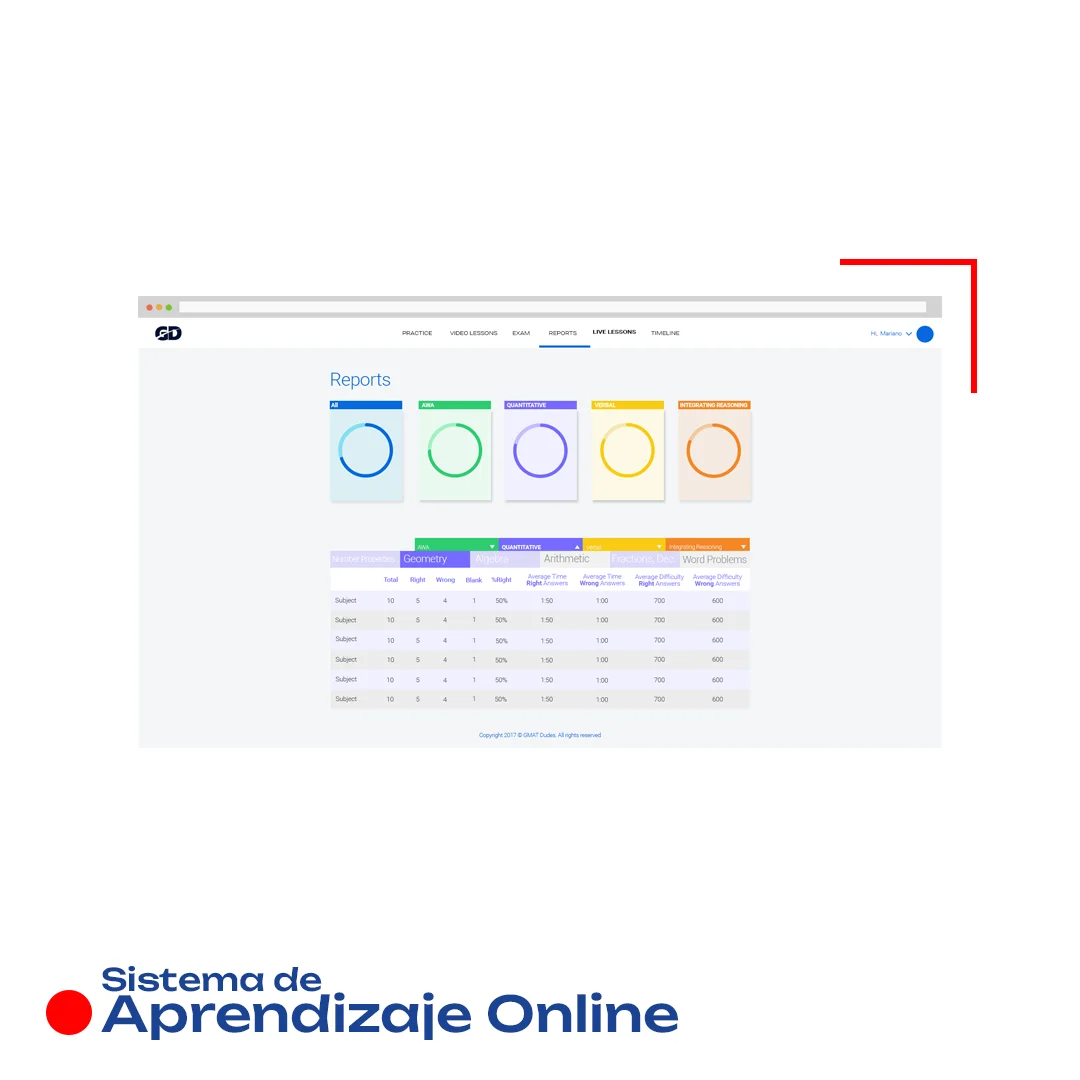 GD
PRACTICE VIDEO LESSONS EXAM REPORTS LIVE LESSONS TIMELINE Hi, Mariano
Reports
All AWA QUANTITATIVE VERBAL INTEGRATING REASONING
AWA QUANTITATIVE Verbal Integrating Reasoning
Number Properties Geometry Algebra Arithmetic Fractions, Dec. Word Problems
Total Right Wrong Blank %Right Average Time Right Answers Average Time Wrong Answers Average Difficulty Right Answers Average Difficulty Wrong Answers
Subject 10 5 4 1 50% 1:50 1:00 700 600
Subject 10 5 4 1 50% 1:50 1:00 700 600
Subject 10 5 4 1 50% 1:50 1:00 700 600
Subject 10 5 4 1 50% 1:50 1:00 700 600
Subject 10 5 4 1 50% 1:50 1:00 700 600
Subject 10 5 4 1 50% 1:50 1:00 700 600
Copyright 2017 © GMAT Dudes. All rights reserved
Sistema de
Aprendizaje Online